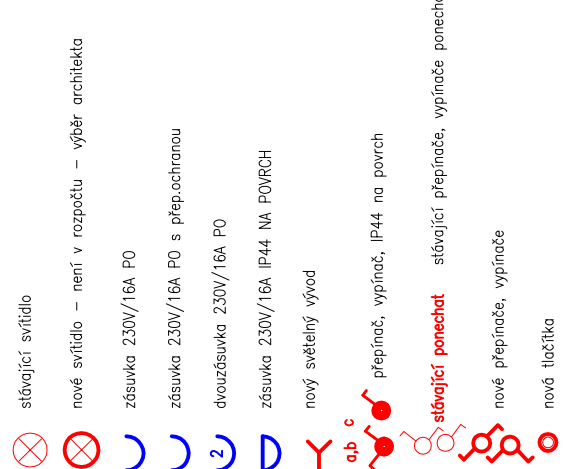 stávající svítidlo
nové svítidlo – není v rozpočtu – výběr architekta
zásuvka 230V/16A PO
zásuvka 230V/16A PO s přep.ochranou
2 dvouzásuvka 230V/16A PO
zásuvka 230V/16A IP44 NA POVRCH
nový světelný vývod
a,b c
přepínač, vypínač, IP44 na povrch
stávající ponechat stávající přepínače, vypínače
nové přepínače, vypínače
nová tlačítka